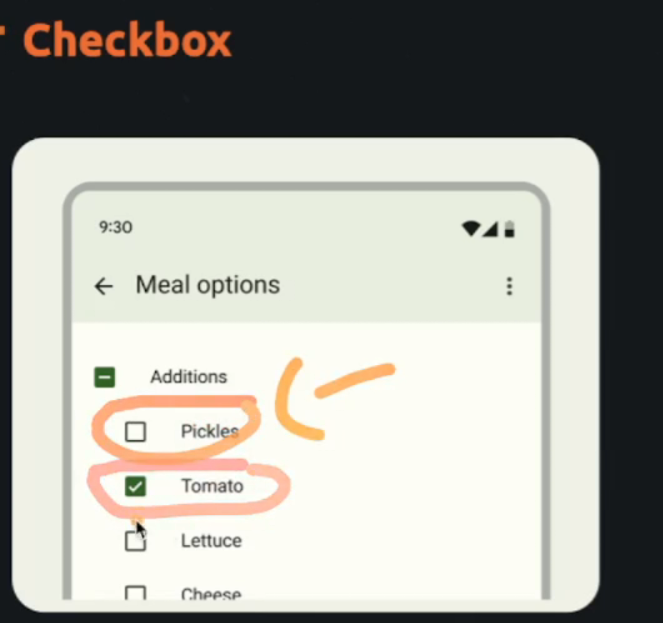 Checkbox
9:30
Meal options
Additions
Pickles
Tomato
Lettuce
Cheese